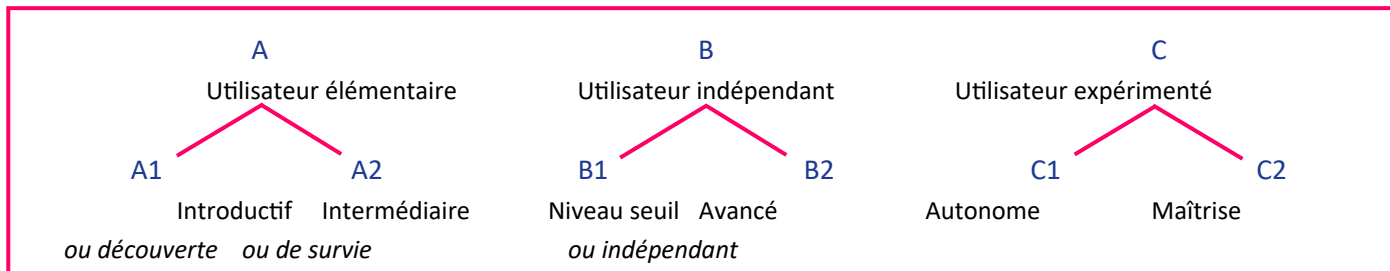 A B C
Utilisateur élémentaire Utilisateur indépendant Utilisateur expérimenté
A1 A2 B1 B2 C1 C2
Introductif Intermédiaire Niveau seuil Avancé Autonome Maîtrise
ou découverte ou de survie ou indépendant